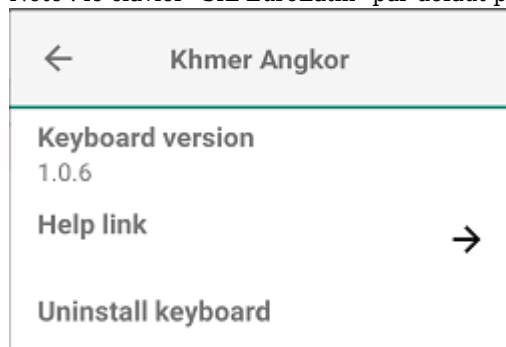 Khmer Angkor
Keyboard version
1.0.6
Help link
Uninstall keyboard